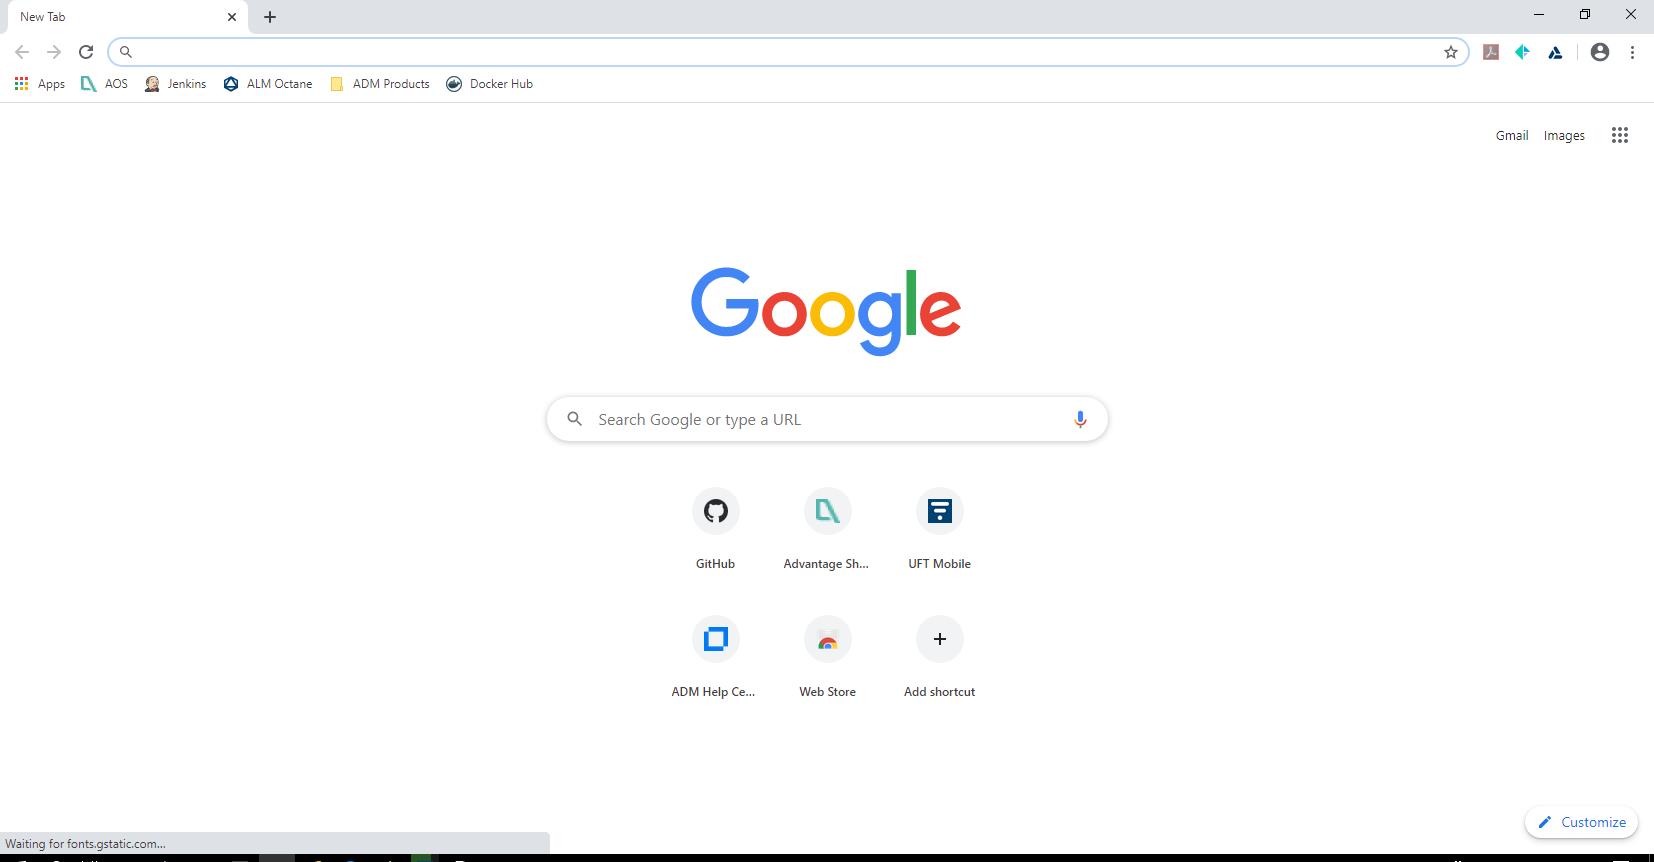 New Tab
Apps AOS Jenkins ALM Octane ADM Products Docker Hub
Gmail Images
Google
Search Google or type a URL
GitHub Advantage Sh... UFT Mobile
ADM Help Ce... Web Store Add shortcut
Customize
Waiting for fonts.gstatic.com...